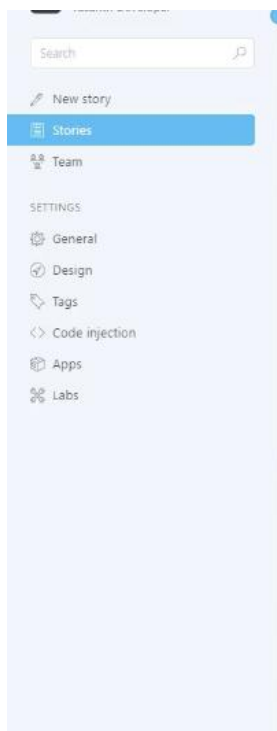 Search
New story
Stories
Team
SETTINGS
General
Design
Tags
Code injection
Apps
Labs